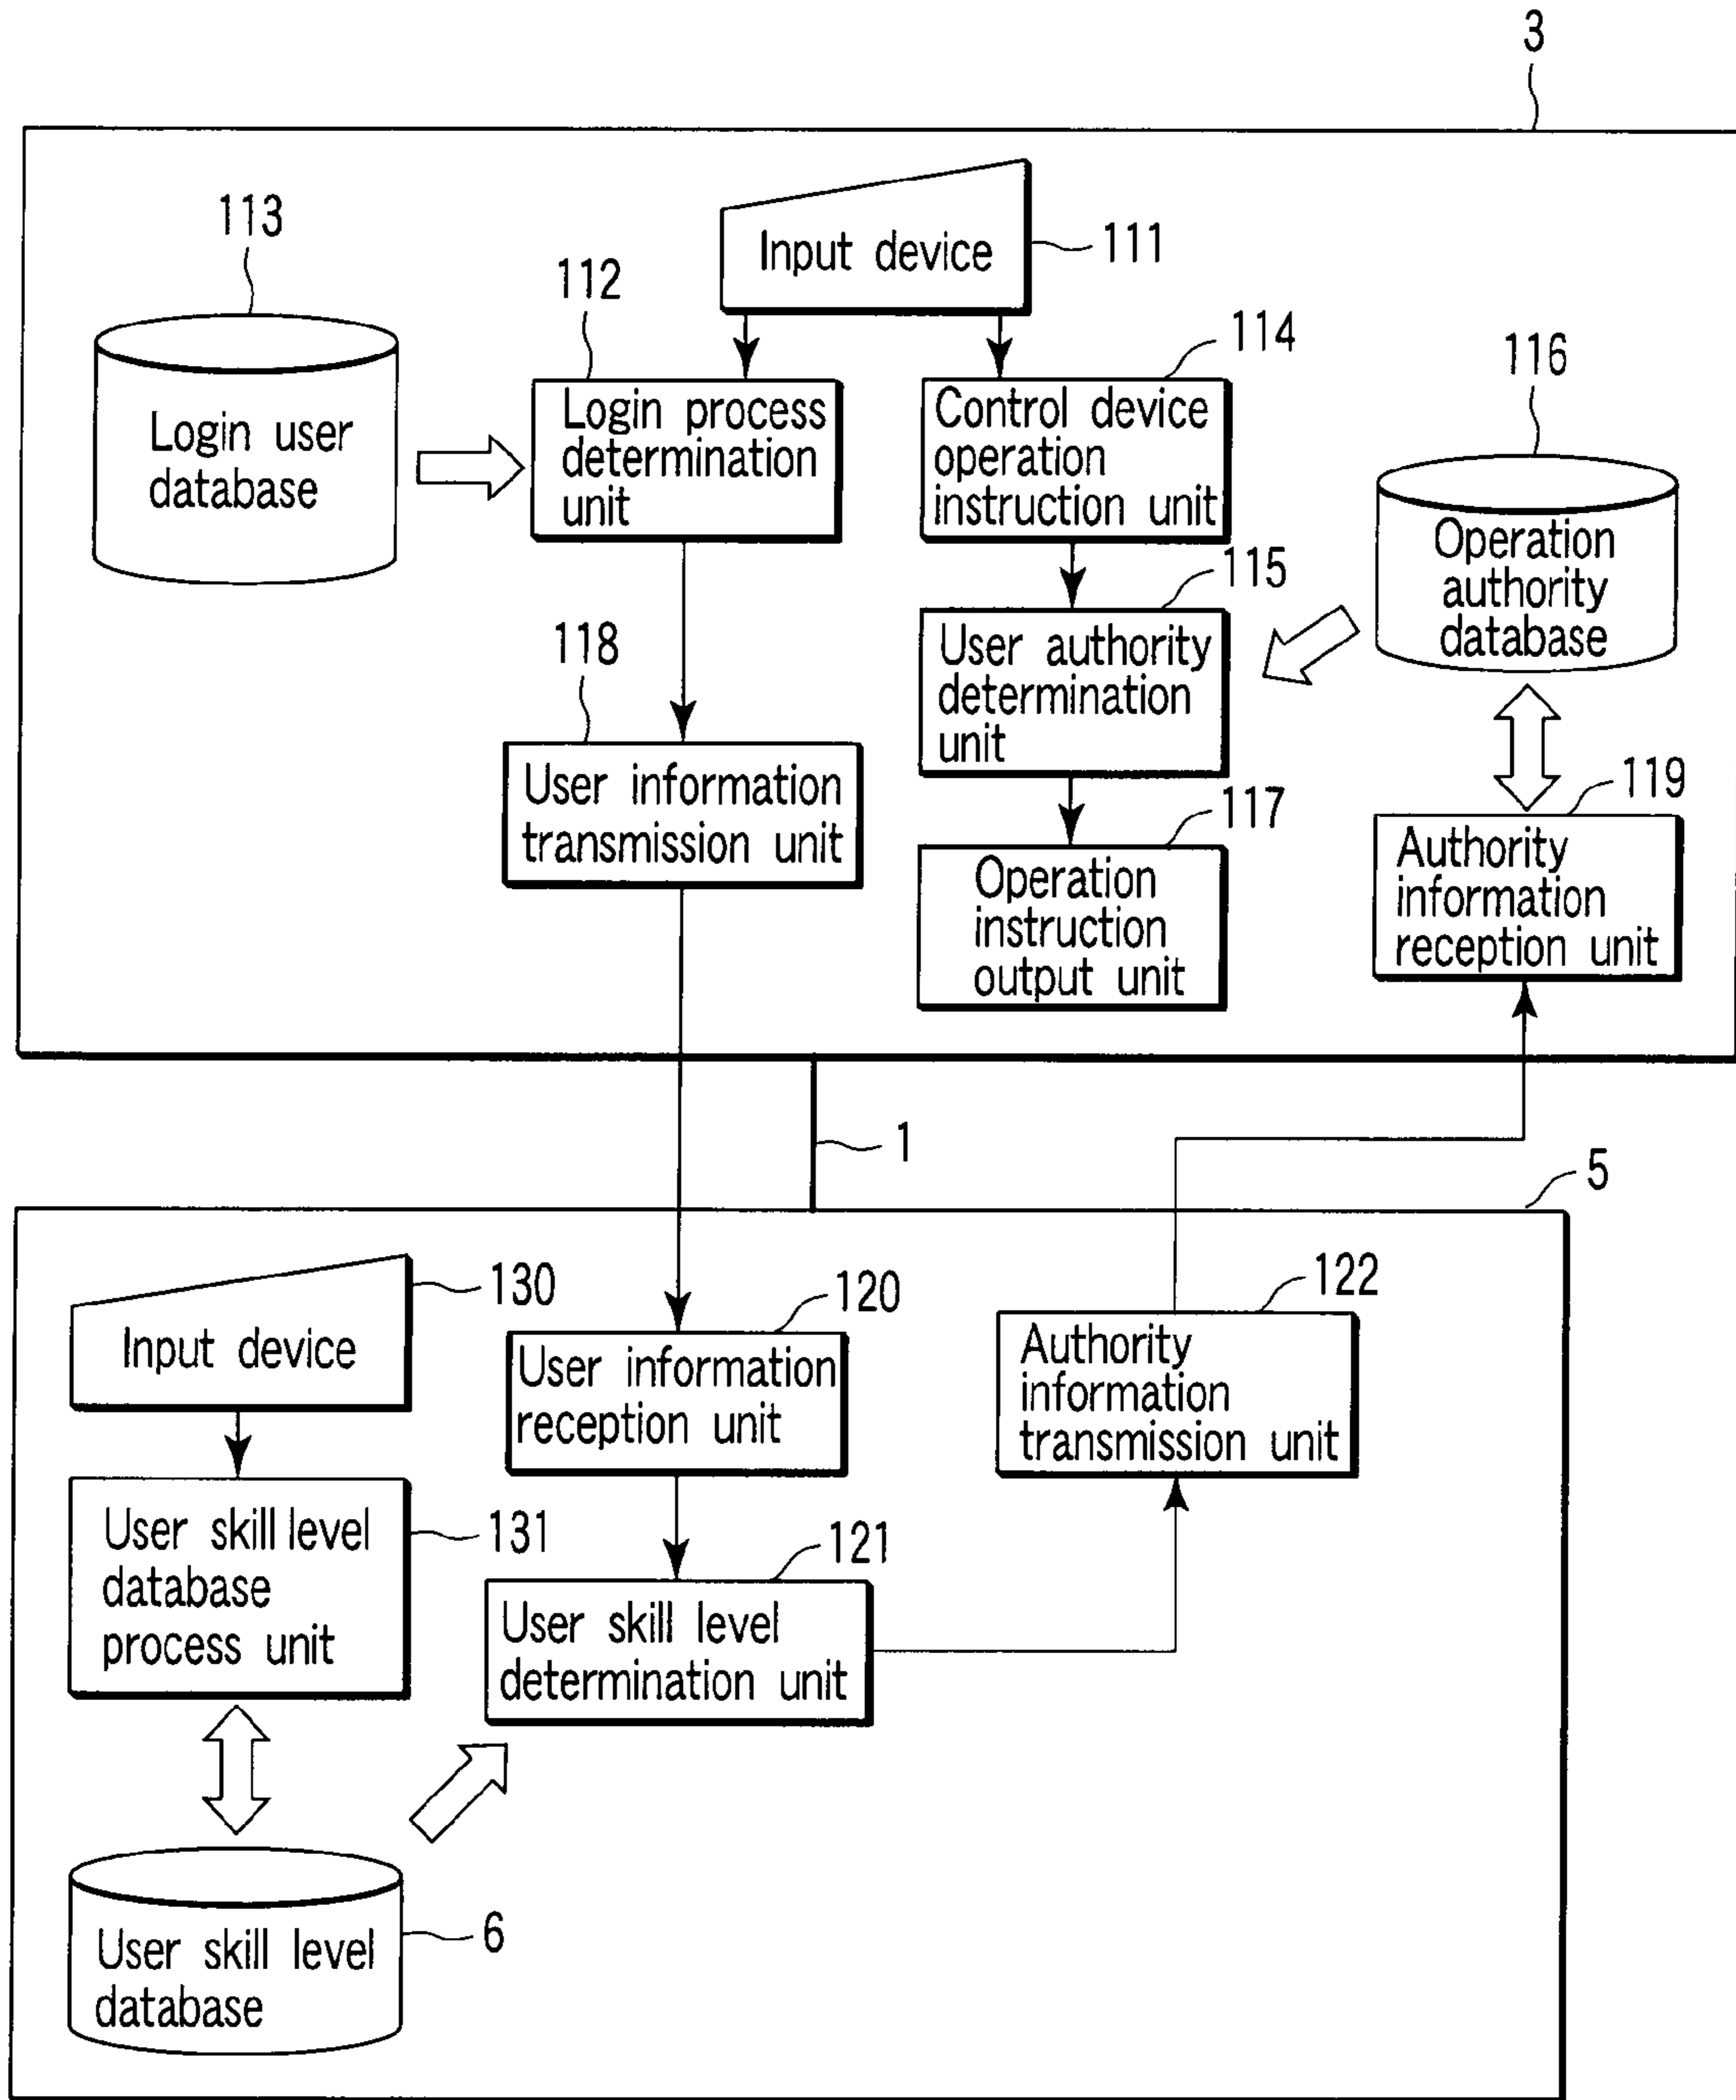 3
113
Input device
111
112
114
116
Login user
database
Login process
determination
unit
Control device
operation
instruction unit
Operation
authority
database
115
118
User authority
determination
unit
User information
transmission unit
117
119
Operation
instruction
output unit
Authority
information
reception unit
1
5
130
Input device
120
122
User information
reception unit
Authority
information
transmission unit
User skill level
database
process unit
131
121
User skill level
determination unit
6
User skill level
database